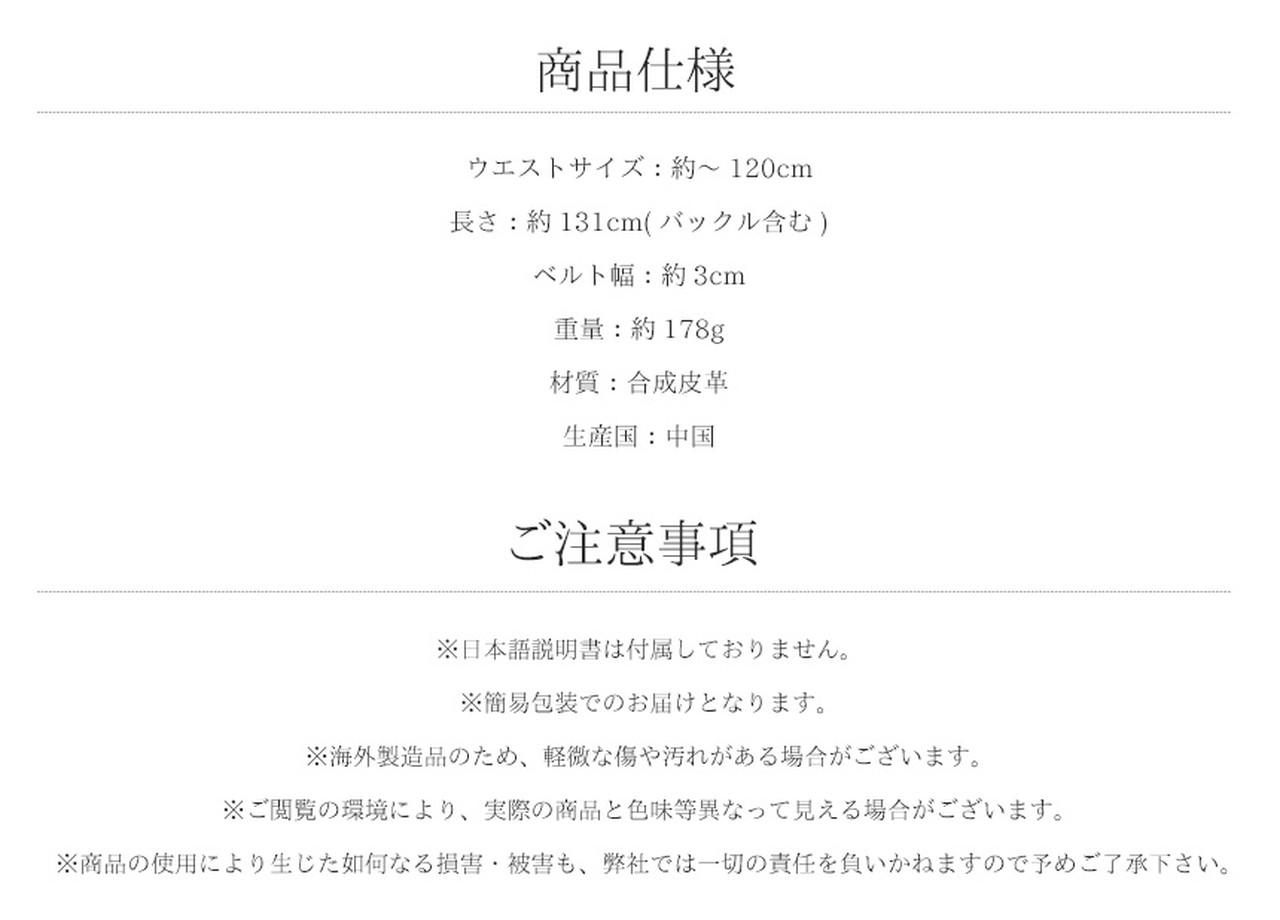 商品仕様
ウエストサイズ：約～ 120cm
長さ：約 131cm( バックル含む )
ベルト幅：約 3cm
重量：約 178g
材質：合成皮革
生産国：中国
ご注意事項
※日本語説明書は付属しておりません。
※簡易包装でのお届けとなります。
※海外製造品のため、軽微な傷や汚れがある場合がございます。
※ご閲覧の環境により、実際の商品と色味等異なって見える場合がございます。
※商品の使用により生じた如何なる損害・被害も、弊社では一切の責任を負いかねますので予めご了承下さい。